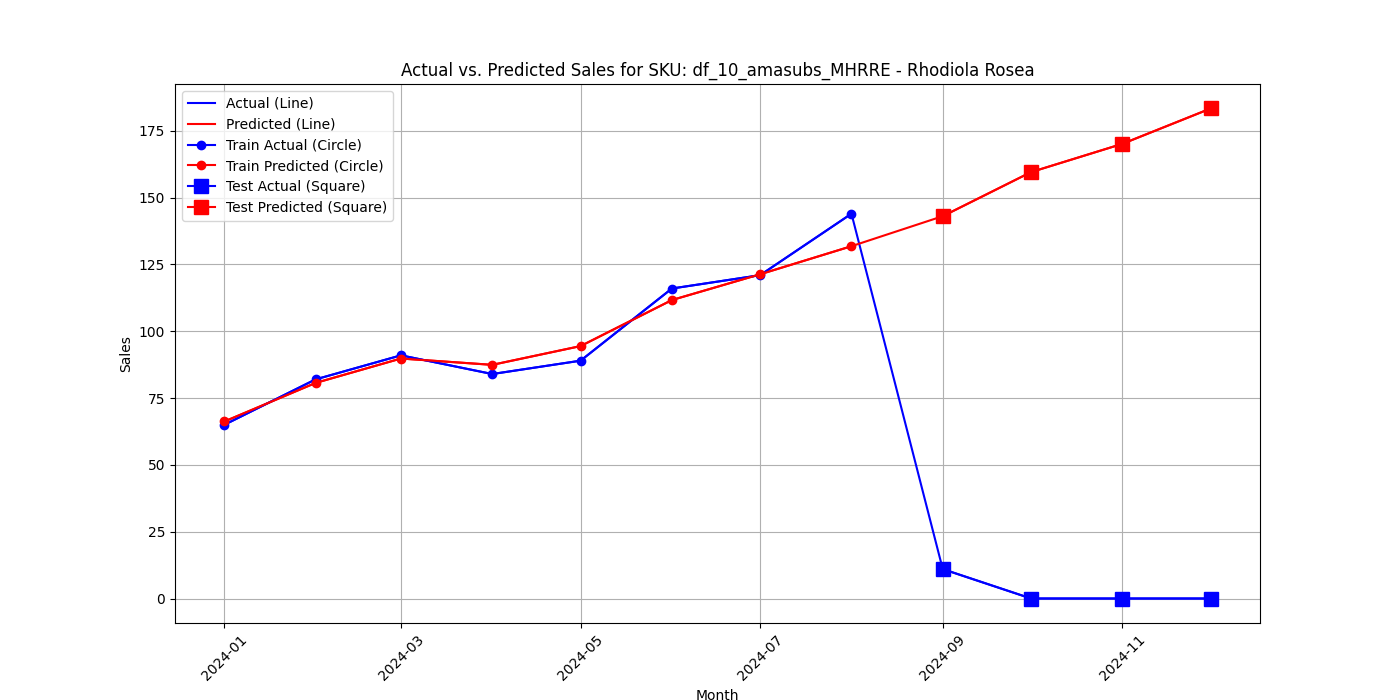 Actual vs. Predicted Sales for SKU: df_10_amasubs_MHRRE - Rhodiola Rosea
Actual (Line)
Predicted (Line)
Train Actual (Circle)
Train Predicted (Circle)
Test Actual (Square)
Test Predicted (Square)
175
150
125
100
75
50
25
0
Sales
2024-01
2024-03
2024-05
2024-07
2024-09
2024-11
Month